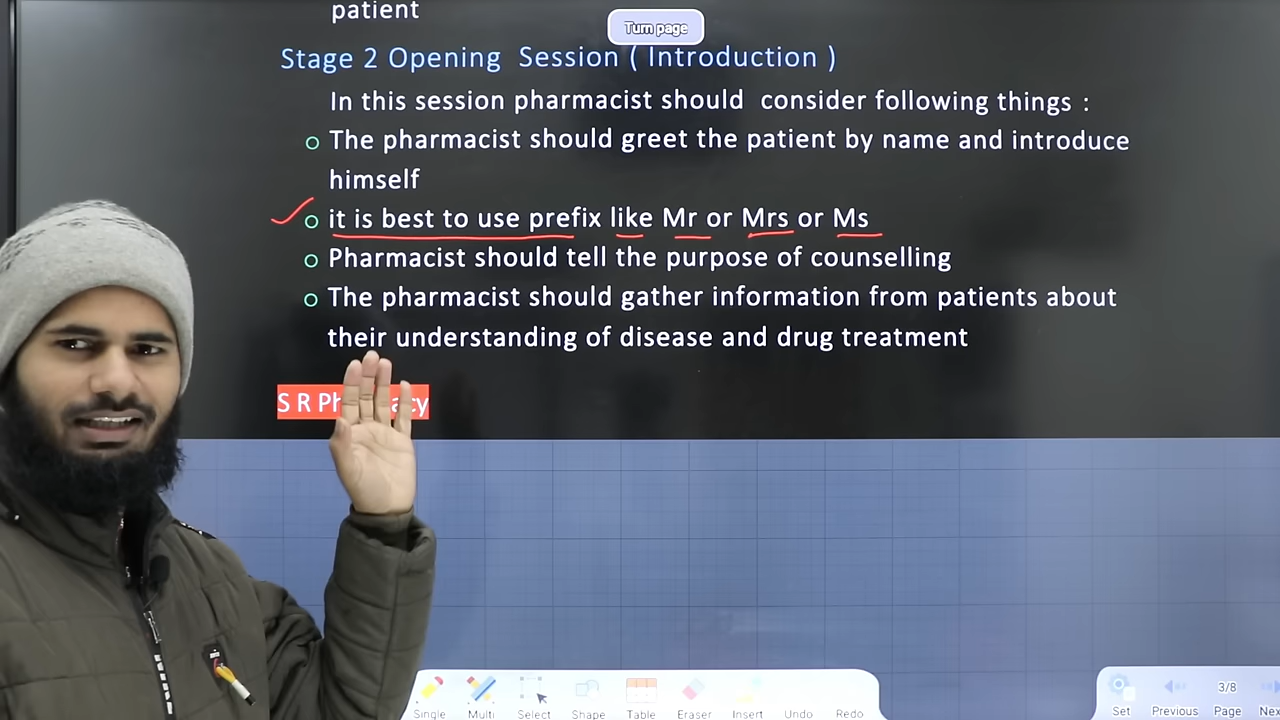 patient
Turn page
Stage 2 Opening Session ( Introduction )
In this session pharmacist should consider following things :
The pharmacist should greet the patient by name and introduce
himself
it is best to use prefix like Mr or Mrs or Ms
Pharmacist should tell the purpose of counselling
The pharmacist should gather information from patients about
their understanding of disease and drug treatment
S R Ph acy
Single Multi Select Shape Table Eraser Insert Undo Redo
3/8
Set Previous Page Nex